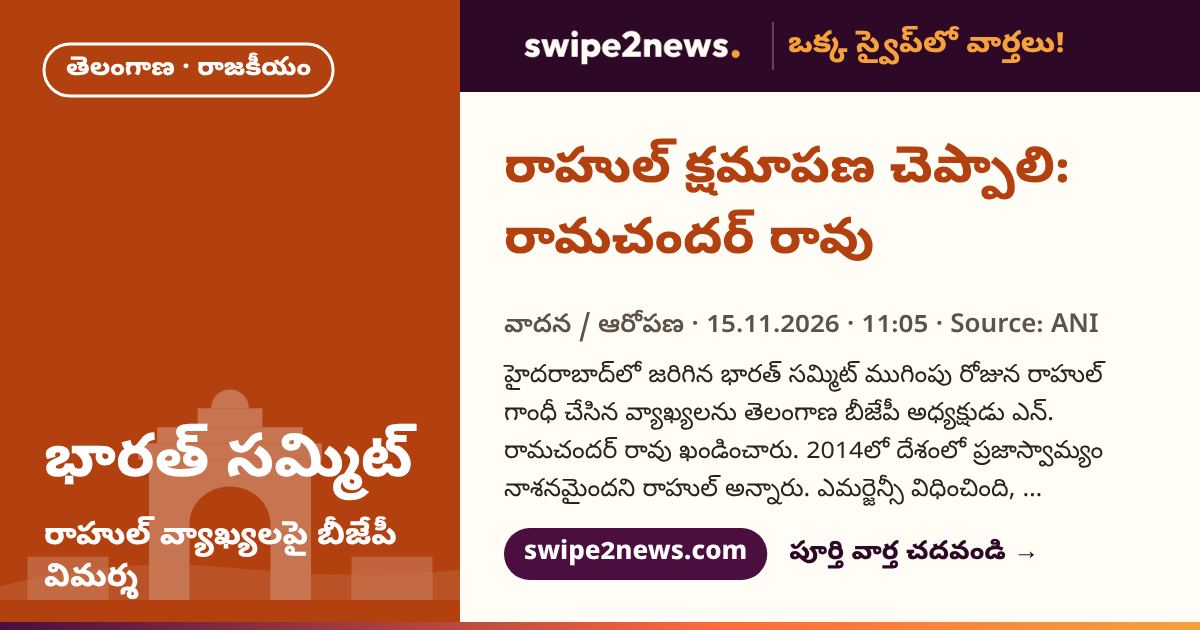 తెలంగాణ · రాజకీయం
భారత్ సమ్మిట్
రాహుల్ వ్యాఖ్యలపై బీజేపీ
విమర్శ
swipe2news.
ఒక్క స్వైప్‌లో వార్తలు!
రాహుల్ క్షమాపణ చెప్పాలి:
రామచందర్ రావు
వాదన / ఆరోపణ · 15.11.2026 · 11:05 · Source: ANI
హైదరాబాద్‌లో జరిగిన భారత్ సమ్మిట్ ముగింపు రోజున రాహుల్
గాంధీ చేసిన వ్యాఖ్యలను తెలంగాణ బీజేపీ అధ్యక్షుడు ఎన్.
రామచందర్ రావు ఖండించారు. 2014లో దేశంలో ప్రజాస్వామ్యం
నాశనమైందని రాహుల్ అన్నారు. ఎమర్జెన్సీ విధించింది, ...
swipe2news.com
పూర్తి వార్త చదవండి →